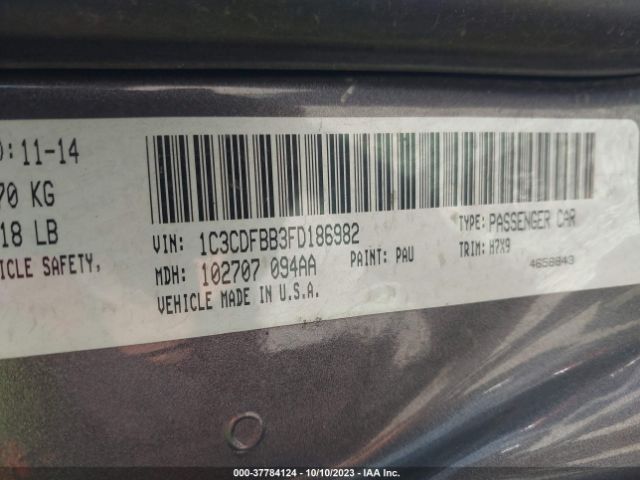 ):11-14
70 KG
18 LB
ICLE SAFETY,
VIN: 1C3CDFBB3FD186982
TYPE: PASSENGER CAR
MDH: 102707 094AA
PAINT: PAU
TRIM: H7X9
VEHICLE MADE IN U.S.A.
4658843
000-37784124 | 10/10/2023 | IAA Inc.